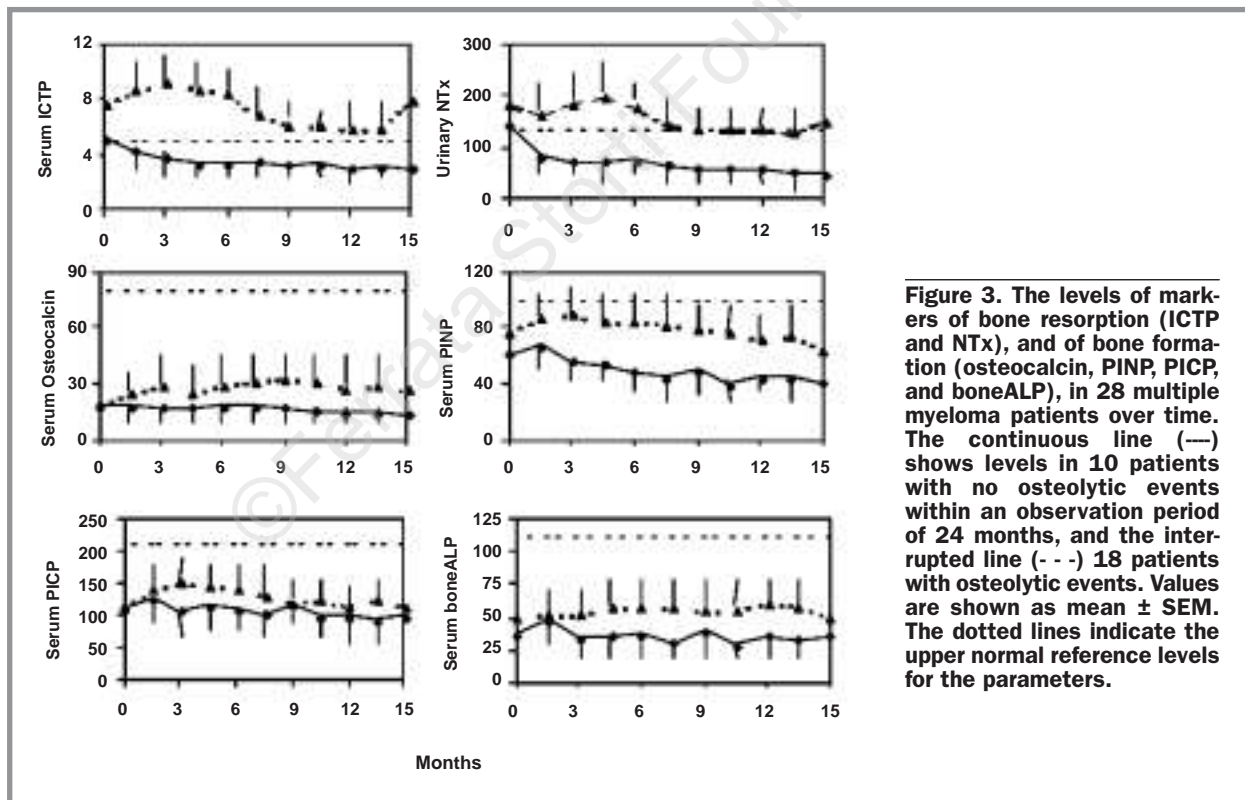 12
8
4
0
Serum ICTP
0 3 6 9 12 15
300
200
100
0
Urinary NTx
0 3 6 9 12 15
90
60
30
0
Serum Osteocalcin
0 3 6 9 12 15
120
80
40
0
Serum PINP
0 3 6 9 12 15
250
200
150
100
50
0
Serum PICP
0 3 6 9 12 15
125
100
75
50
25
0
Serum boneALP
0 3 6 9 12 15
Months
Figure 3. The levels of mark-
ers of bone resorption (ICTP
and NTx), and of bone forma-
tion (osteocalcin, PINP, PICP,
and boneALP), in 28 multiple
myeloma patients over time.
The continuous line (----)
shows levels in 10 patients
with no osteolytic events
within an observation period
of 24 months, and the inter-
rupted line (- - -) 18 patients
with osteolytic events. Values
are shown as mean ± SEM.
The dotted lines indicate the
upper normal reference levels
for the parameters.
©Ferrata Storti Foun